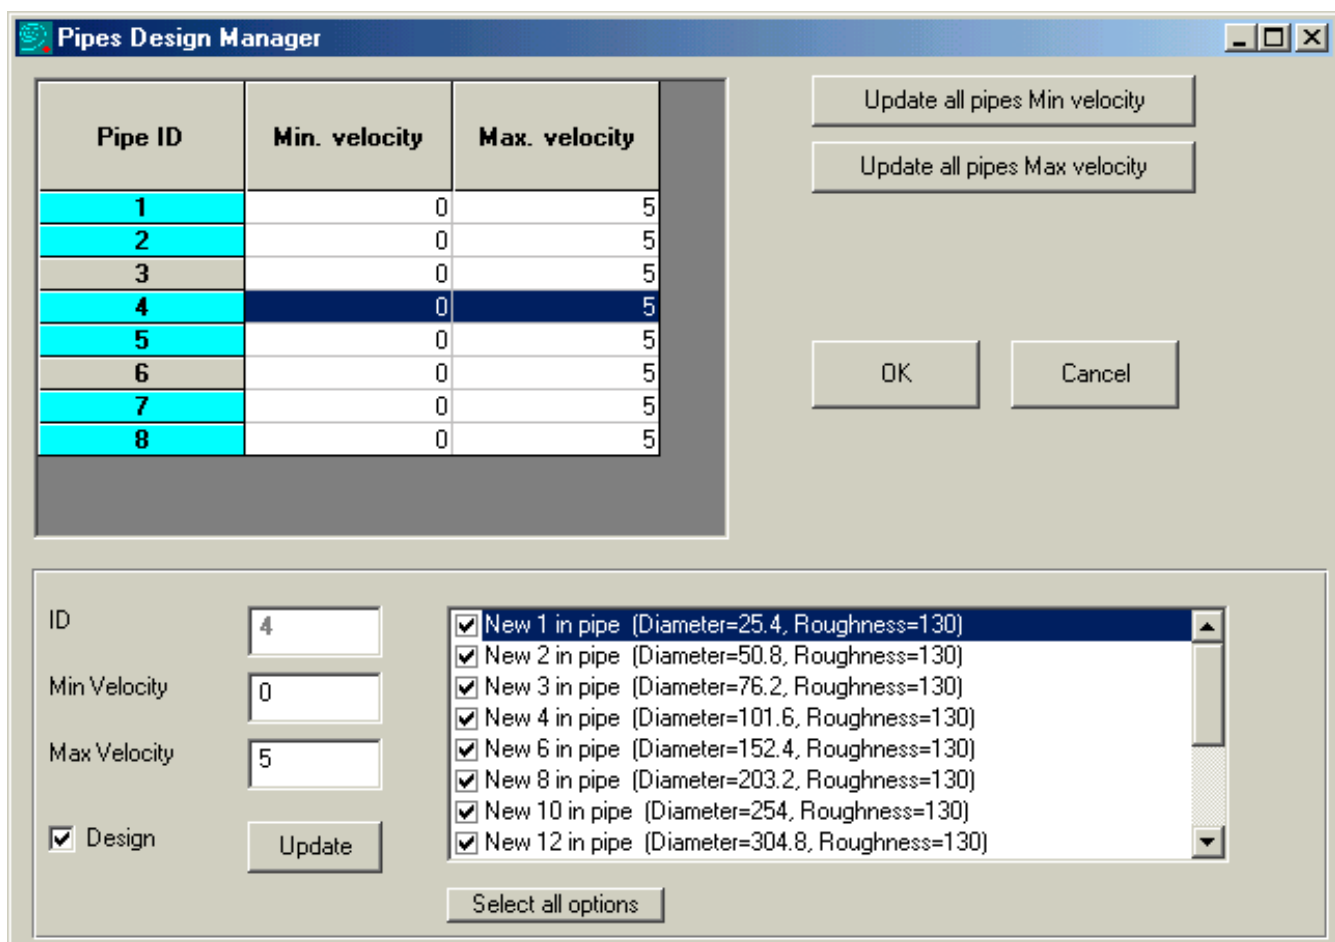 Pipes Design Manager
Pipe ID Min. velocity Max. velocity
1 0 5
2 0 5
3 0 5
4 0 5
5 0 5
6 0 5
7 0 5
8 0 5
Update all pipes Min velocity
Update all pipes Max velocity
OK Cancel
ID 4
Min Velocity 0
Max Velocity 5
Design Update
New 1 in pipe (Diameter=25.4, Roughness=130)
New 2 in pipe (Diameter=50.8, Roughness=130)
New 3 in pipe (Diameter=76.2, Roughness=130)
New 4 in pipe (Diameter=101.6, Roughness=130)
New 6 in pipe (Diameter=152.4, Roughness=130)
New 8 in pipe (Diameter=203.2, Roughness=130)
New 10 in pipe (Diameter=254, Roughness=130)
New 12 in pipe (Diameter=304.8, Roughness=130)
Select all options